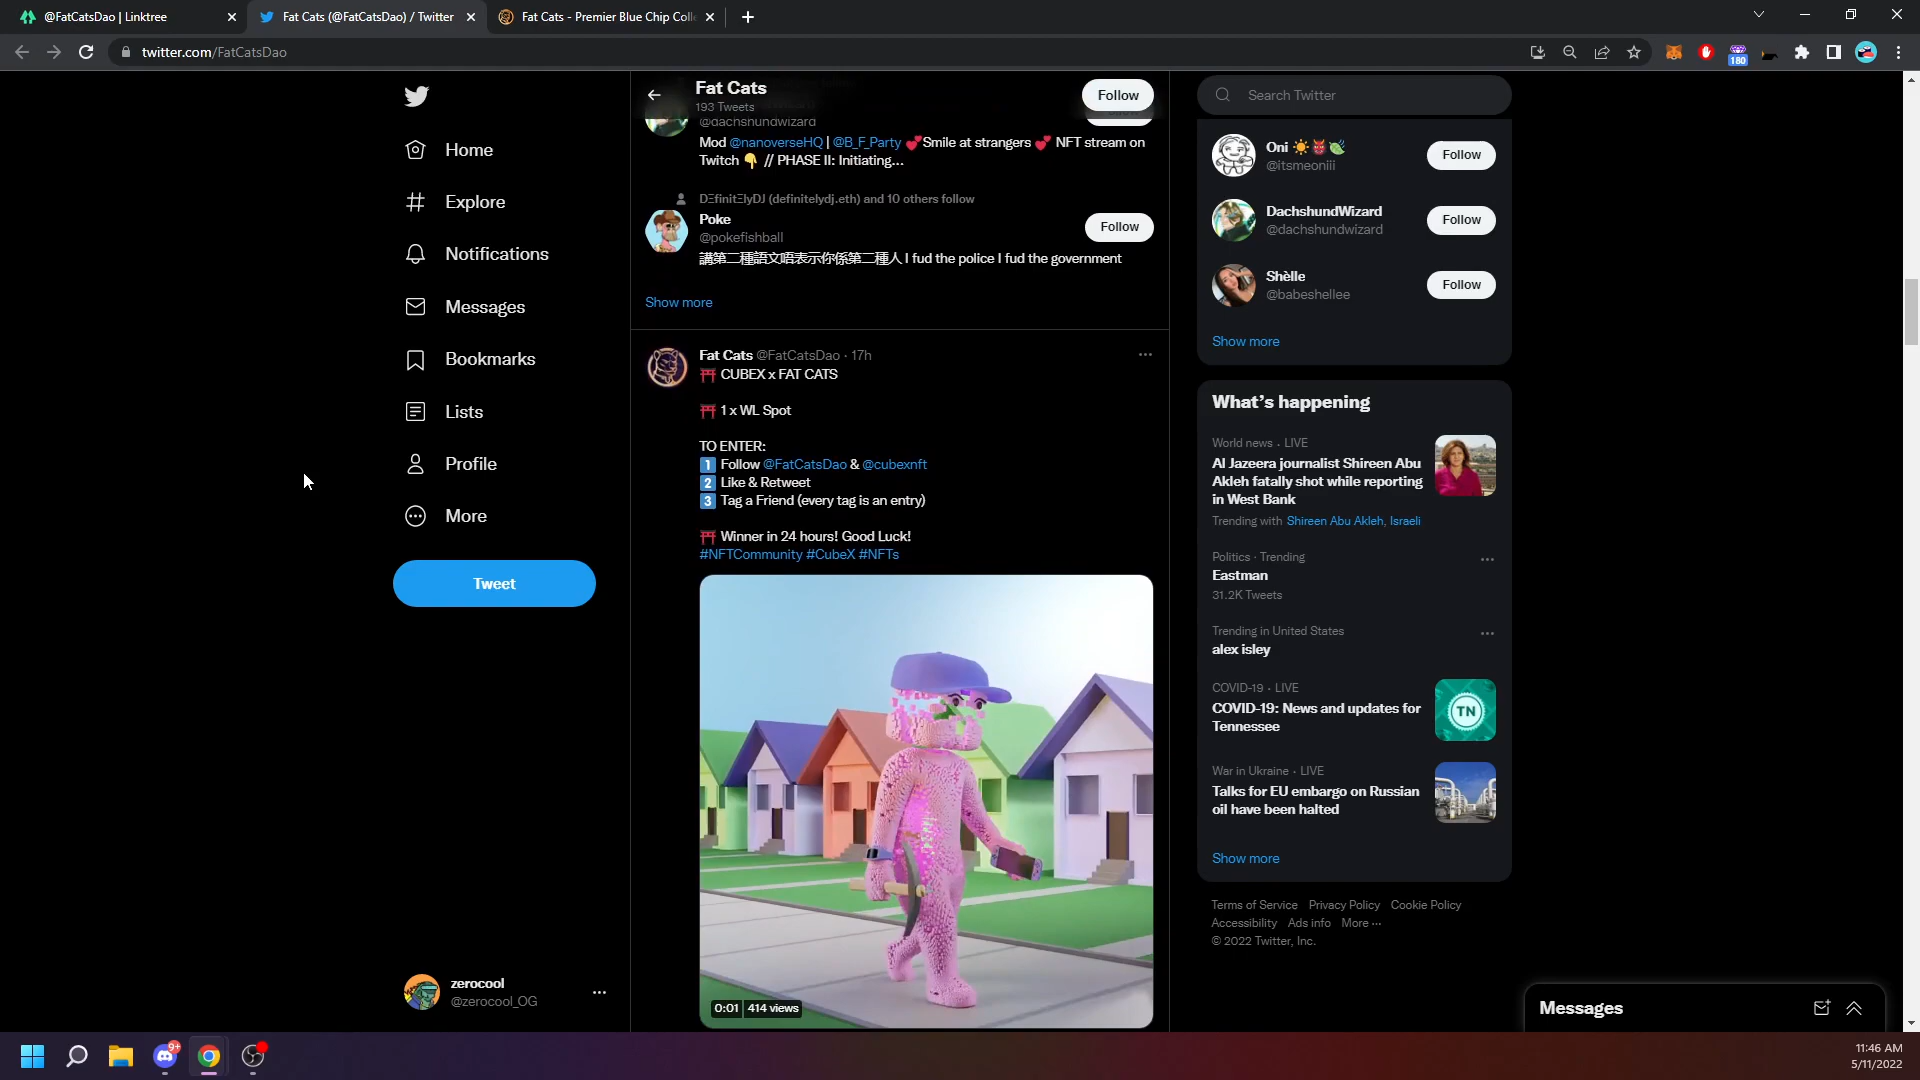 @FatCatsDao | Linktree
Fat Cats (@FatCatsDao) / Twitter
Fat Cats - Premier Blue Chip Coll
twitter.com/FatCatsDao
180
Home
Explore
Notifications
Messages
Bookmarks
Lists
Profile
More
Tweet
zerocool
@zerocool_OG
Fat Cats
193 Tweets
Follow
@dachshundwizard
Mod @nanoverseHQ | @B_F_Party 💕Smile at strangers 💕 NFT stream on
Twitch 👇 // PHASE II: Initiating...
DΞfinitΞlyDJ (definitelydj.eth) and 10 others follow
Poke
@pokefishball
Follow
講第二種語文唔表示你係第二種人 I fud the police I fud the government
Show more
Fat Cats @FatCatsDao · 17h
⛩ CUBEX x FAT CATS
⛩ 1 x WL Spot
TO ENTER:
1️⃣ Follow @FatCatsDao & @cubexnft
2️⃣ Like & Retweet
3️⃣ Tag a Friend (every tag is an entry)
⛩ Winner in 24 hours! Good Luck!
#NFTCommunity #CubeX #NFTs
0:01 414 views
Search Twitter
Oni ☀️👹🍃
@itsmeoniii
Follow
DachshundWizard
@dachshundwizard
Follow
Shèlle
@babeshellee
Follow
Show more
What's happening
World news · LIVE
Al Jazeera journalist Shireen Abu
Akleh fatally shot while reporting
in West Bank
Trending with Shireen Abu Akleh, Israeli
Politics · Trending
Eastman
31.2K Tweets
Trending in United States
alex isley
COVID-19 · LIVE
COVID-19: News and updates for
Tennessee
TN
War in Ukraine · LIVE
Talks for EU embargo on Russian
oil have been halted
Show more
Terms of Service Privacy Policy Cookie Policy
Accessibility Ads info More ···
© 2022 Twitter, Inc.
Messages
9+
11:46 AM
5/11/2022